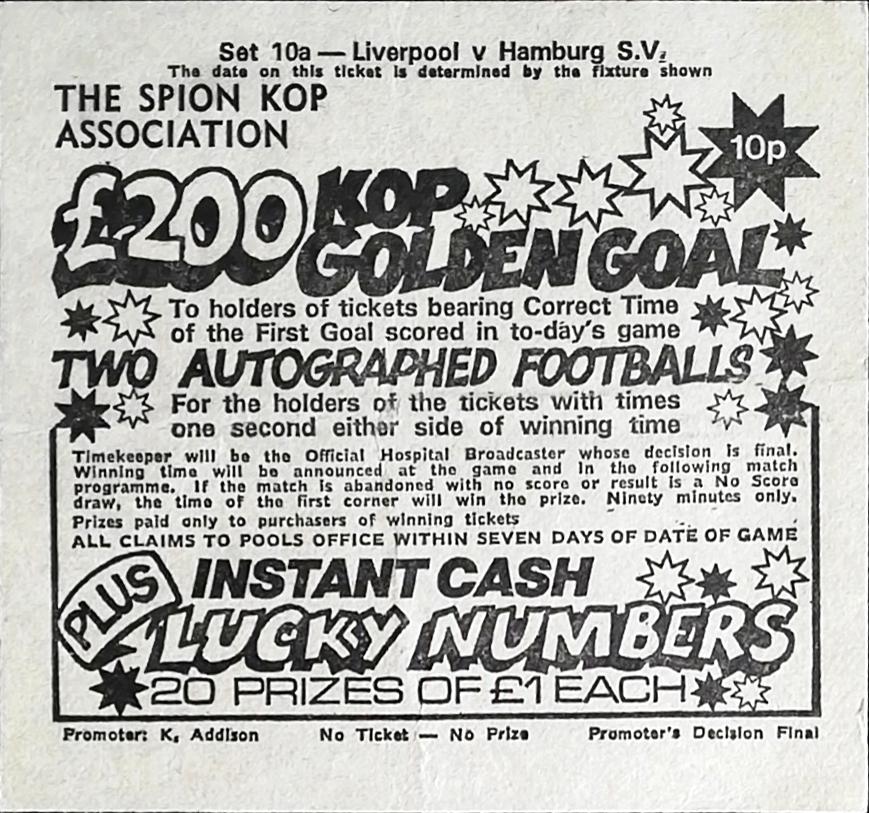 Set 10a — Liverpool v Hamburg S.V.
The date on this ticket is determined by the fixture shown
THE SPION KOP
ASSOCIATION
10p
£200 KOP
GOLDEN GOAL
To holders of tickets bearing Correct Time
of the First Goal scored in to-day's game
TWO AUTOGRAPHED FOOTBALLS
For the holders of the tickets with times
one second either side of winning time
Timekeeper will be the Official Hospital Broadcaster whose decision is final.
Winning time will be announced at the game and in the following match
programme. If the match is abandoned with no score or result is a No Score
draw, the time of the first corner will win the prize. Ninety minutes only.
Prizes paid only to purchasers of winning tickets
ALL CLAIMS TO POOLS OFFICE WITHIN SEVEN DAYS OF DATE OF GAME
PLUS INSTANT CASH
LUCKY NUMBERS
20 PRIZES OF £1 EACH
Promoter: K. Addison No Ticket — No Prize Promoter's Decision Final